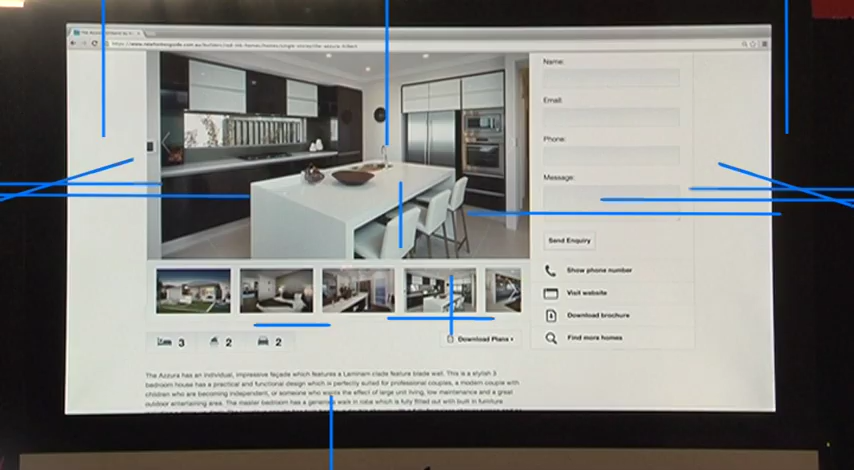 Name:
Email:
Phone:
Message:
Send Enquiry
Show phone number
Visit website
Download brochure
Find more homes
3 2 2
Download Plans
The Azzura has an individual, impressive façade which features a Laminam clade feature blade wall. This is a stylish 3
bedroom house has a practical and functional design which is perfectly suited for professional couples, a modern couple with
children who are becoming independent, or someone who wants the effect of large unit living, low maintenance and a great
outdoor entertaining area. The master bedroom has a generous walk in robe which is fully fitted out with built in furniture